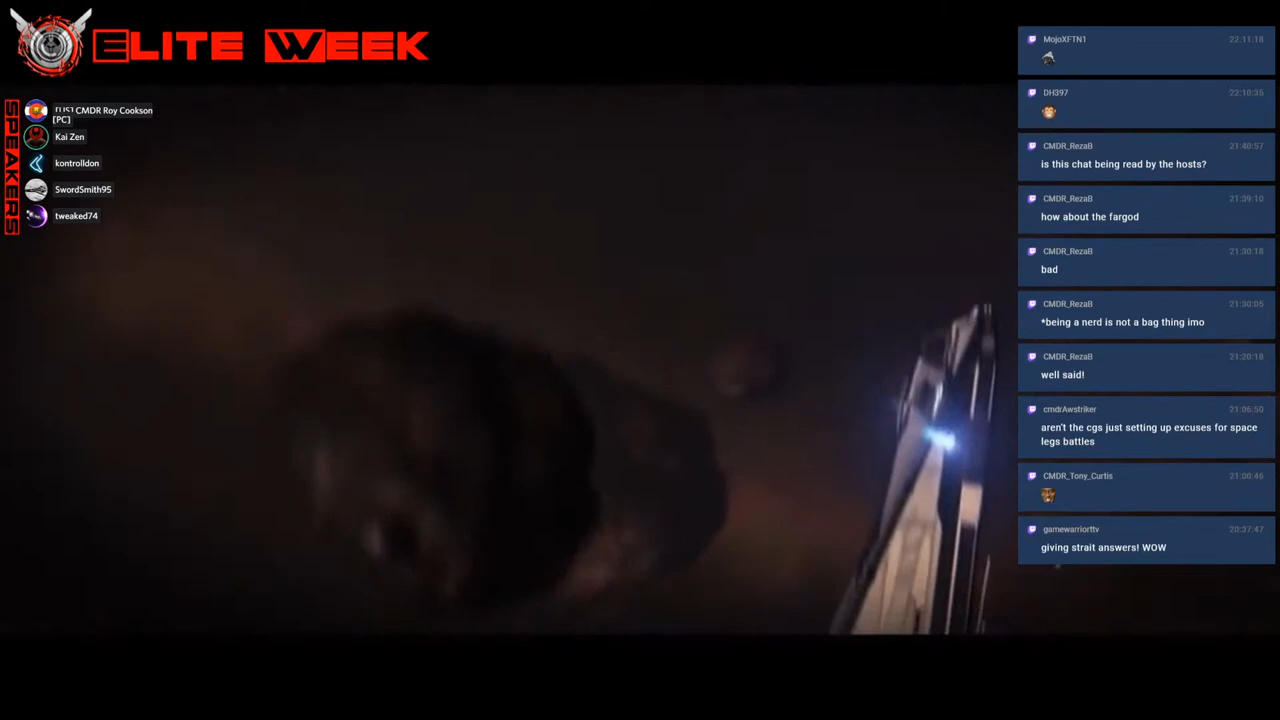 ELITE WEEK
SPEAKERS
[US] CMDR Roy Cookson
[PC]
Kai Zen
kontrolldon
SwordSmith95
tweaked74
MojoXFTN1 22:11:18
DH397 22:10:35
CMDR_RezaB 21:40:57
is this chat being read by the hosts?
CMDR_RezaB 21:39:10
how about the fargod
CMDR_RezaB 21:30:18
bad
CMDR_RezaB 21:30:05
*being a nerd is not a bag thing imo
CMDR_RezaB 21:20:18
well said!
cmdrAwstriker 21:06:50
aren't the cgs just setting up excuses for space
legs battles
CMDR_Tony_Curtis 21:00:46
gamewarriorttv 20:37:47
giving strait answers! WOW